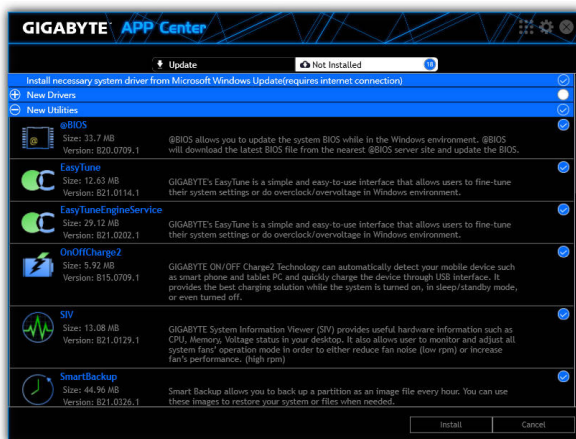 GIGABYTE APP Center
Update
Not Installed
18
Install necessary system driver from Microsoft Windows Update(requires internet connection)
New Drivers
New Utilities
@BIOS
Size: 33.7 MB
Version: B20.0709.1
@BIOS allows you to update the system BIOS while in the Windows environment. @BIOS
will download the latest BIOS file from the nearest @BIOS server site and update the BIOS.
EasyTune
Size: 12.63 MB
Version: B21.0114.1
GIGABYTE's EasyTune is a simple and easy-to-use interface that allows users to fine-tune
their system settings or do overclock/overvoltage in Windows environment.
EasyTuneEngineService
Size: 29.12 MB
Version: B21.0202.1
GIGABYTE's EasyTune is a simple and easy-to-use interface that allows users to fine-tune
their system settings or do overclock/overvoltage in Windows environment.
OnOffCharge2
Size: 5.92 MB
Version: B15.0709.1
GIGABYTE ON/OFF Charge2 Technology can automatically detect your mobile device such
as smart phone and tablet PC and quickly charge the device through USB interface. It
provides the best charging solution while the system is turned on, in sleep/standby mode,
or even turned off.
SIV
Size: 13.08 MB
Version: B21.0129.1
GIGABYTE System Information Viewer (SIV) provides useful hardware information such as
CPU, Memory, Voltage status in your desktop. It also allows user to monitor and adjust all
system fans' operation mode in order to either reduce fan noise (low rpm) or increase
fan's performance. (high rpm)
SmartBackup
Size: 44.96 MB
Version: B21.0326.1
Smart Backup allows you to back up a partition as an image file every hour. You can use
these images to restore your system or files when needed.
Install
Cancel